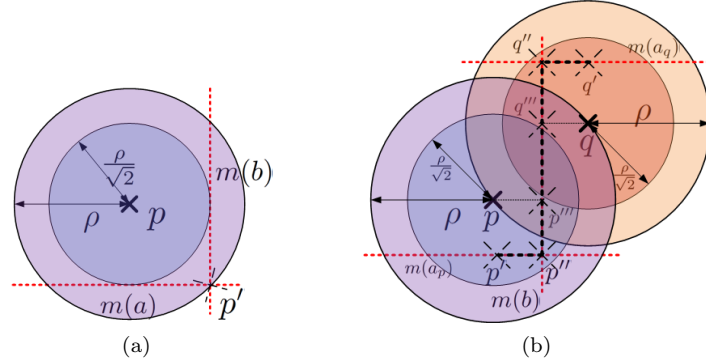 ρ/√2
ρ
p
m(b)
m(a)
p′
(a)
q″
m(a_q)
q′
q‴
ρ
q
ρ/√2
ρ/√2
ρ
p
p‴
m(a_p)
p′
p″
m(b)
(b)